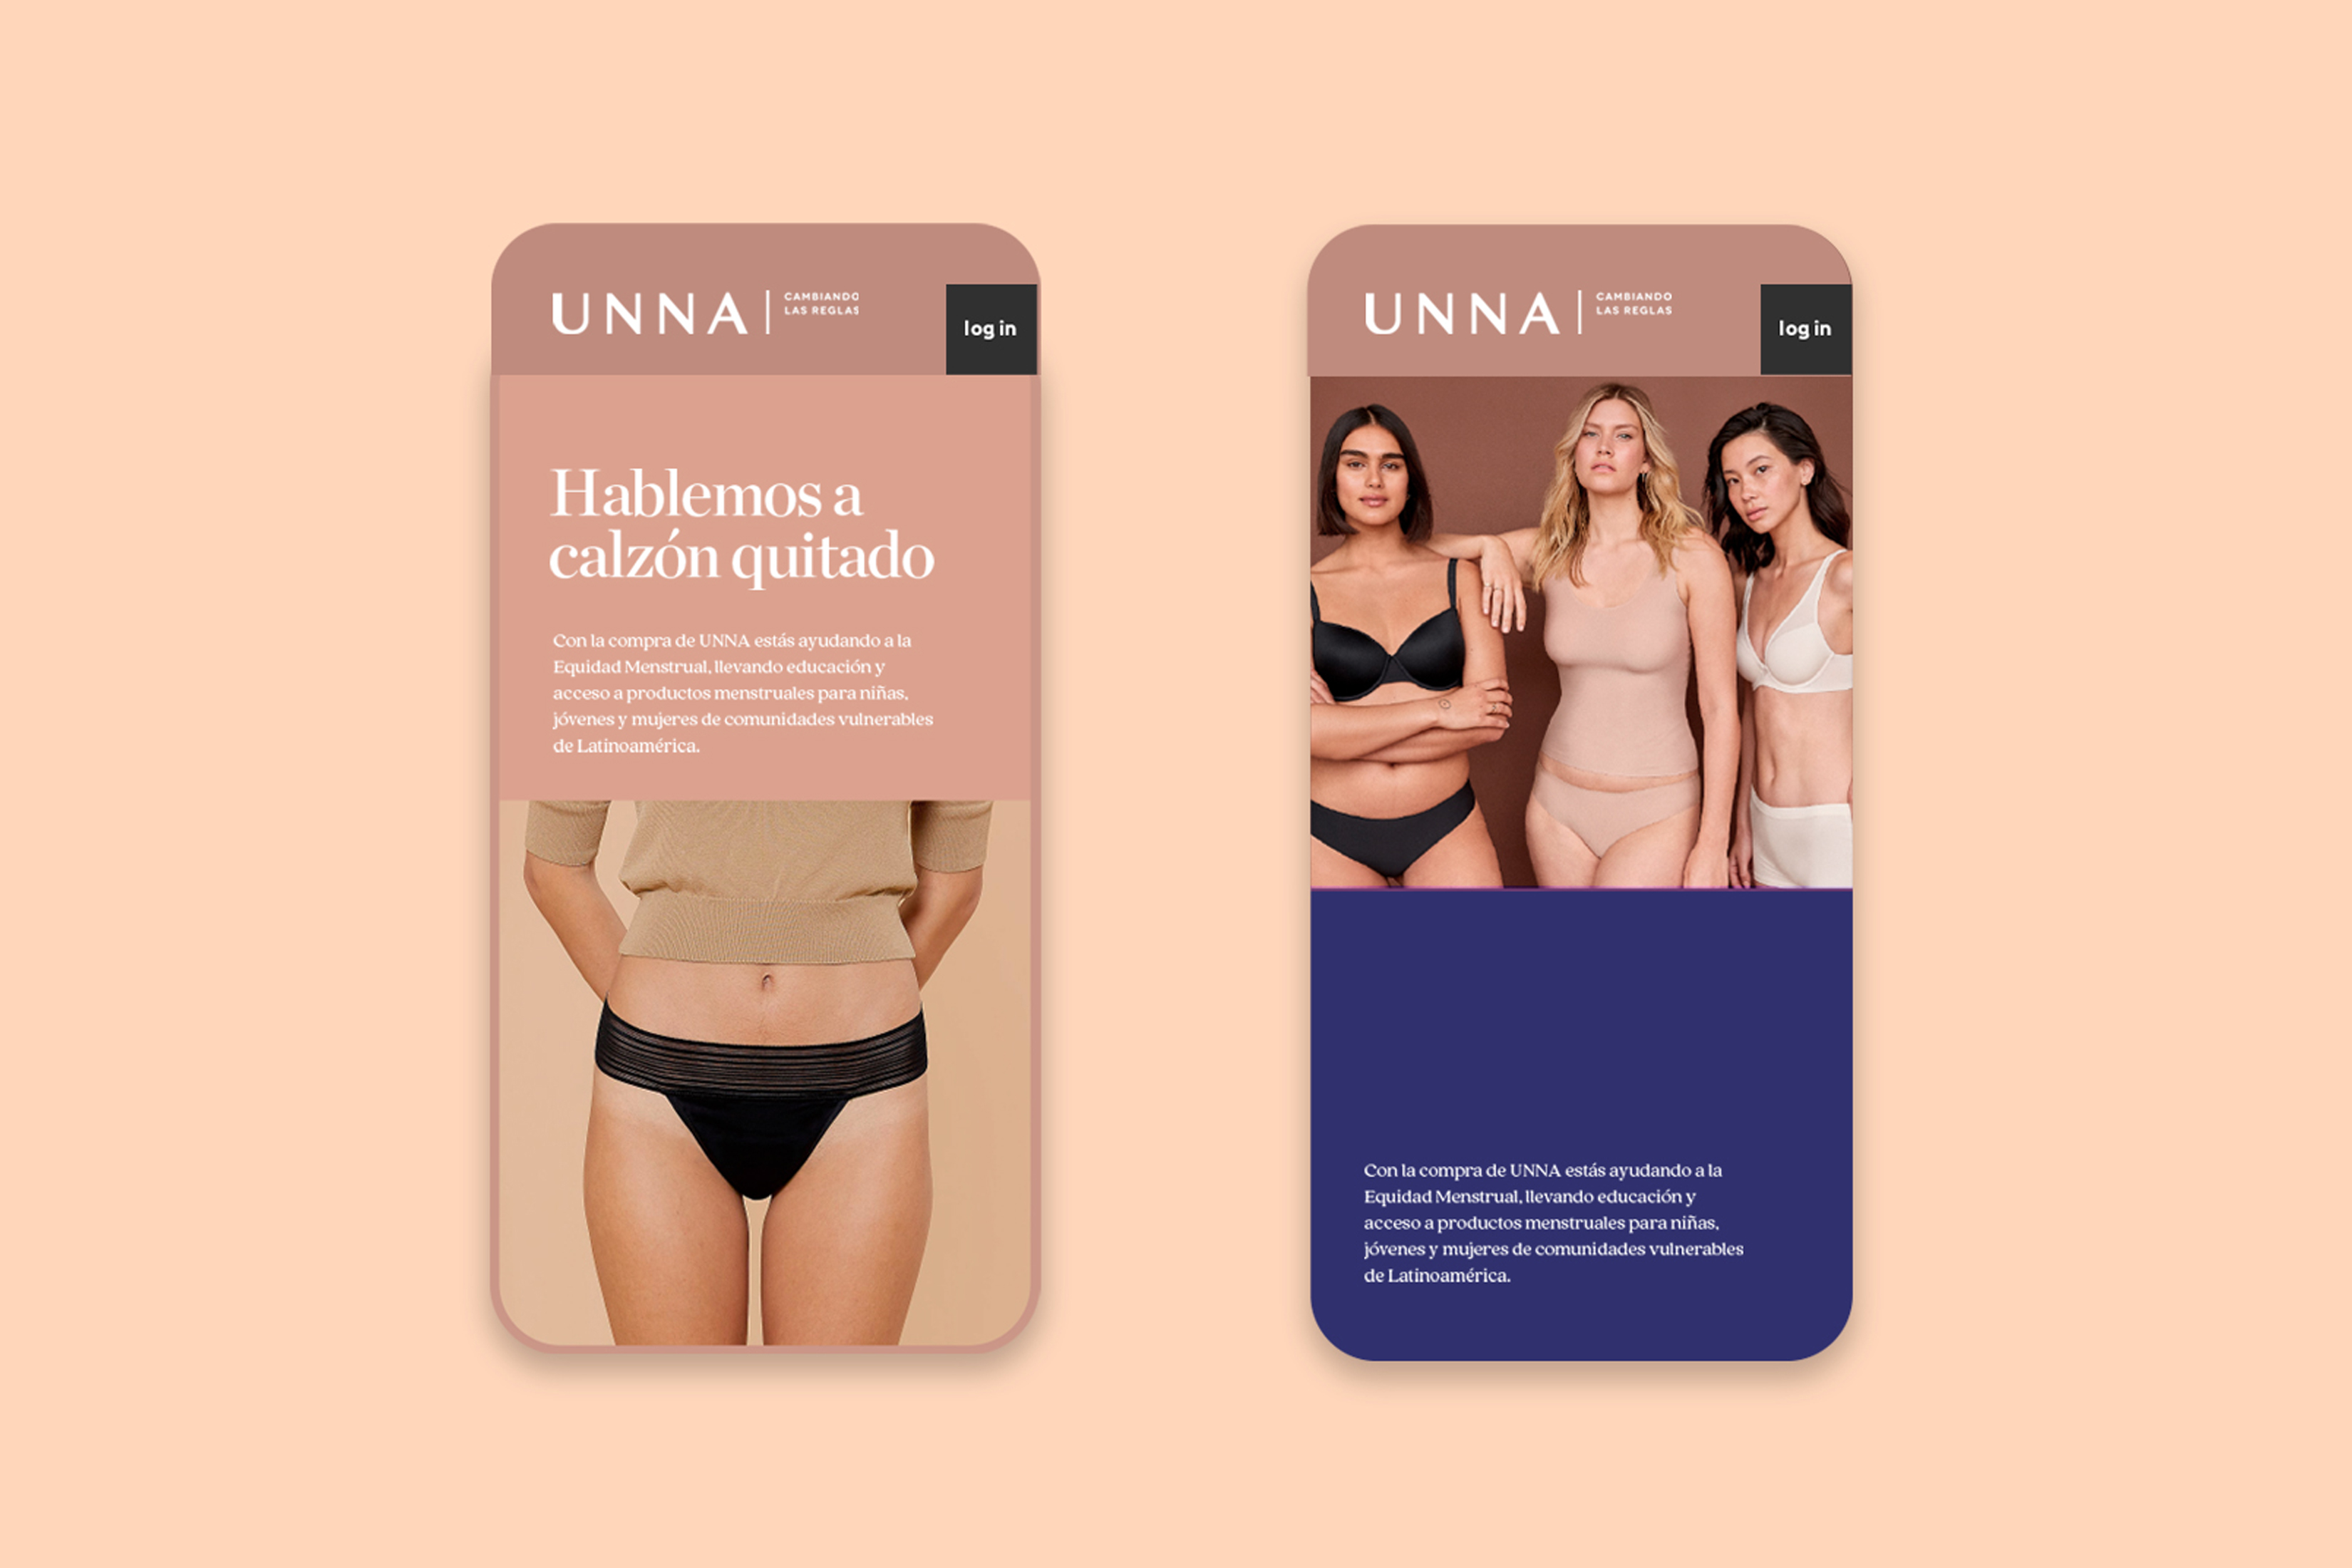 UNNA
CAMBIANDO
LAS REGLAS
log in
Hablemos a
calzón quitado
Con la compra de UNNA estás ayudando a la
Equidad Menstrual, llevando educación y
acceso a productos menstruales para niñas,
jóvenes y mujeres de comunidades vulnerables
de Latinoamérica.
UNNA
CAMBIANDO
LAS REGLAS
log in
Con la compra de UNNA estás ayudando a la
Equidad Menstrual, llevando educación y
acceso a productos menstruales para niñas,
jóvenes y mujeres de comunidades vulnerables
de Latinoamérica.